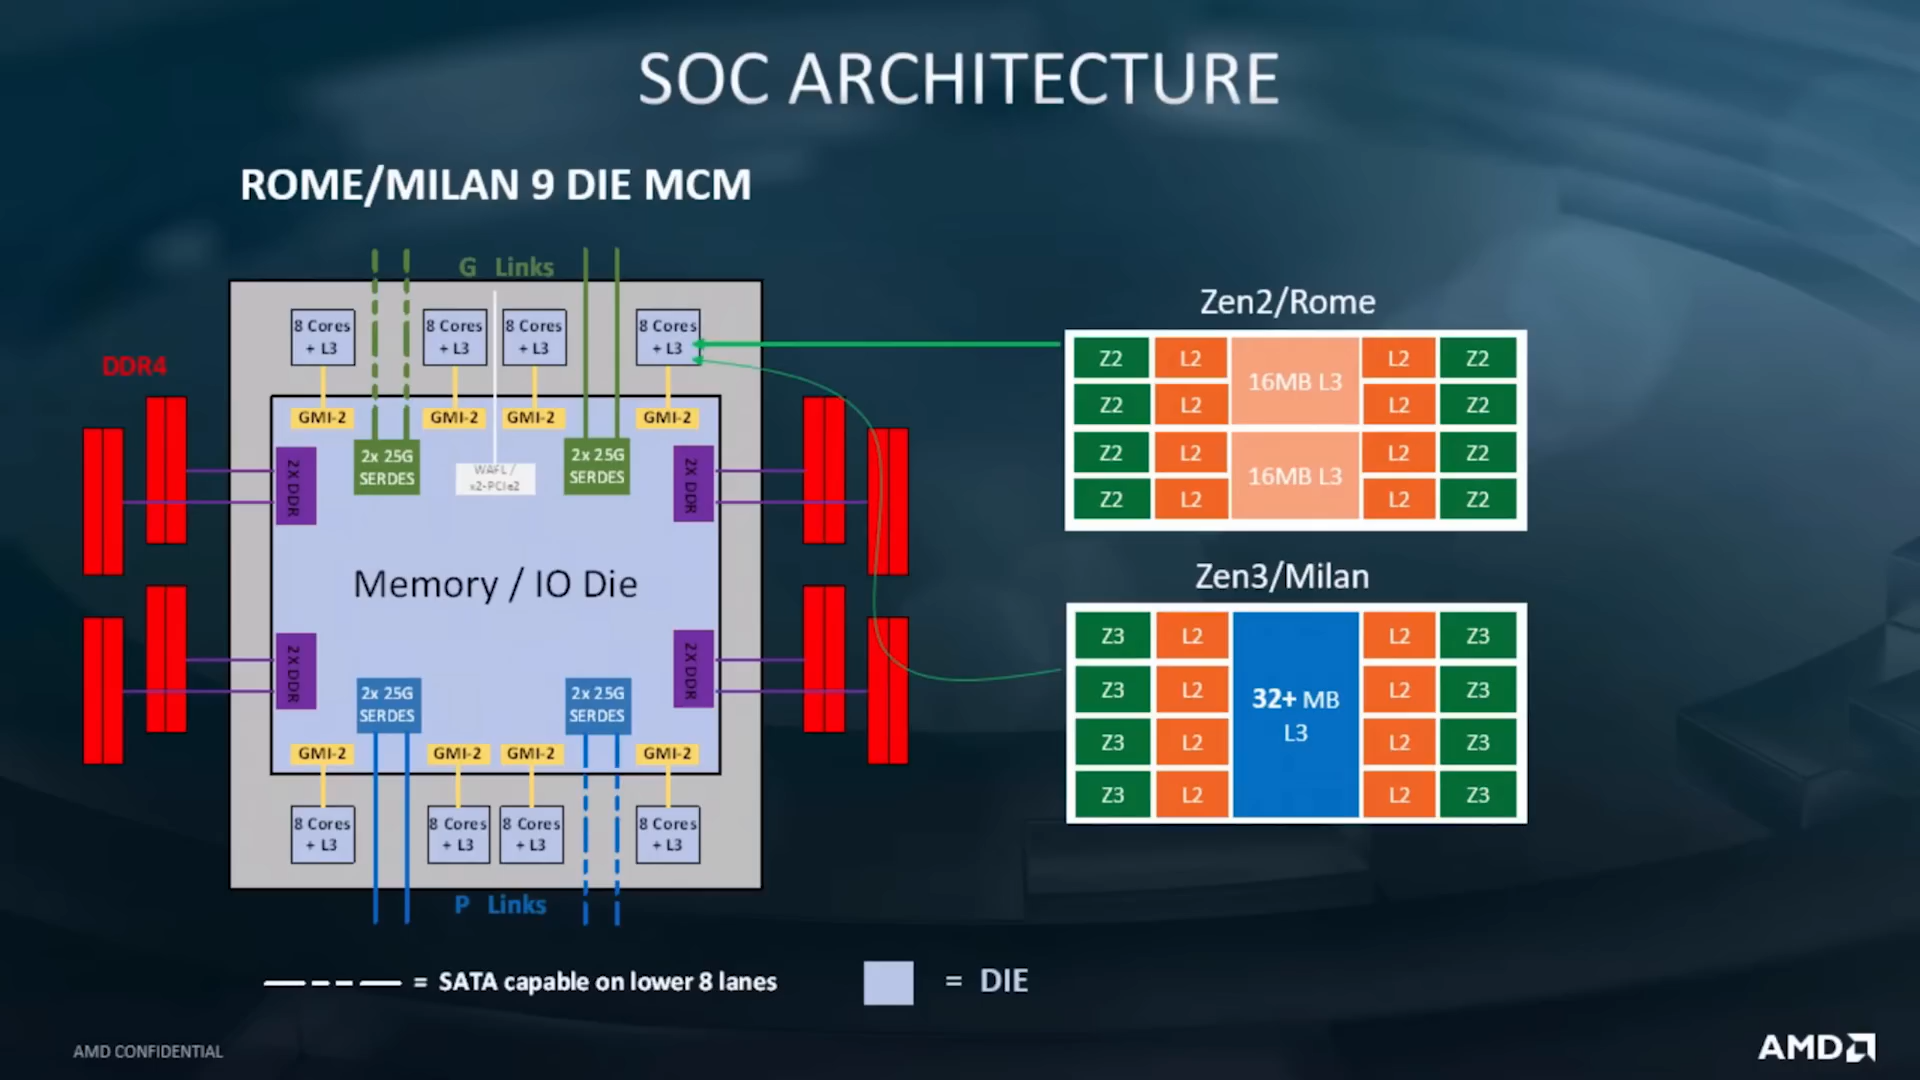 SOC ARCHITECTURE
ROME/MILAN 9 DIE MCM
G Links
8 Cores + L3
8 Cores + L3
8 Cores + L3
8 Cores + L3
DDR4
GMI-2
GMI-2
GMI-2
GMI-2
2X DDR
2x 25G SERDES
WAFL / x2-PCIe2
2x 25G SERDES
2X DDR
Memory / IO Die
2X DDR
2x 25G SERDES
2x 25G SERDES
2X DDR
GMI-2
GMI-2
GMI-2
GMI-2
8 Cores + L3
8 Cores + L3
8 Cores + L3
8 Cores + L3
P Links
Zen2/Rome
Z2 L2 16MB L3 L2 Z2
Z2 L2 L2 Z2
Z2 L2 16MB L3 L2 Z2
Z2 L2 L2 Z2
Zen3/Milan
Z3 L2 32+ MB L3 L2 Z3
Z3 L2 L2 Z3
Z3 L2 L2 Z3
Z3 L2 L2 Z3
= SATA capable on lower 8 lanes
= DIE
AMD CONFIDENTIAL
AMD